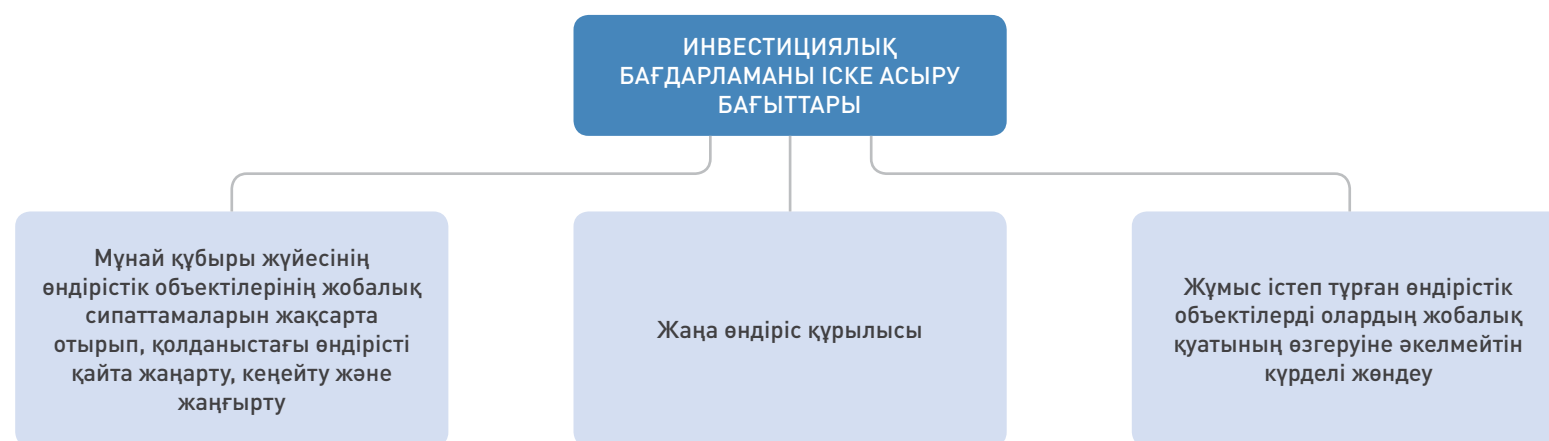 ИНВЕСТИЦИЯЛЫҚ
БАҒДАРЛАМАНЫ ІСКЕ АСЫРУ
БАҒЫТТАРЫ
Мұнай құбыры жүйесінің
өндірістік объектілерінің жобалық
сипаттамаларын жақсарта
отырып, қолданыстағы өндірісті
қайта жаңарту, кеңейту және
жаңғырту
Жаңа өндіріс құрылысы
Жұмыс істеп тұрған өндірістік
объектілерді олардың жобалық
қуатының өзгеруіне әкелмейтін
күрделі жөндеу